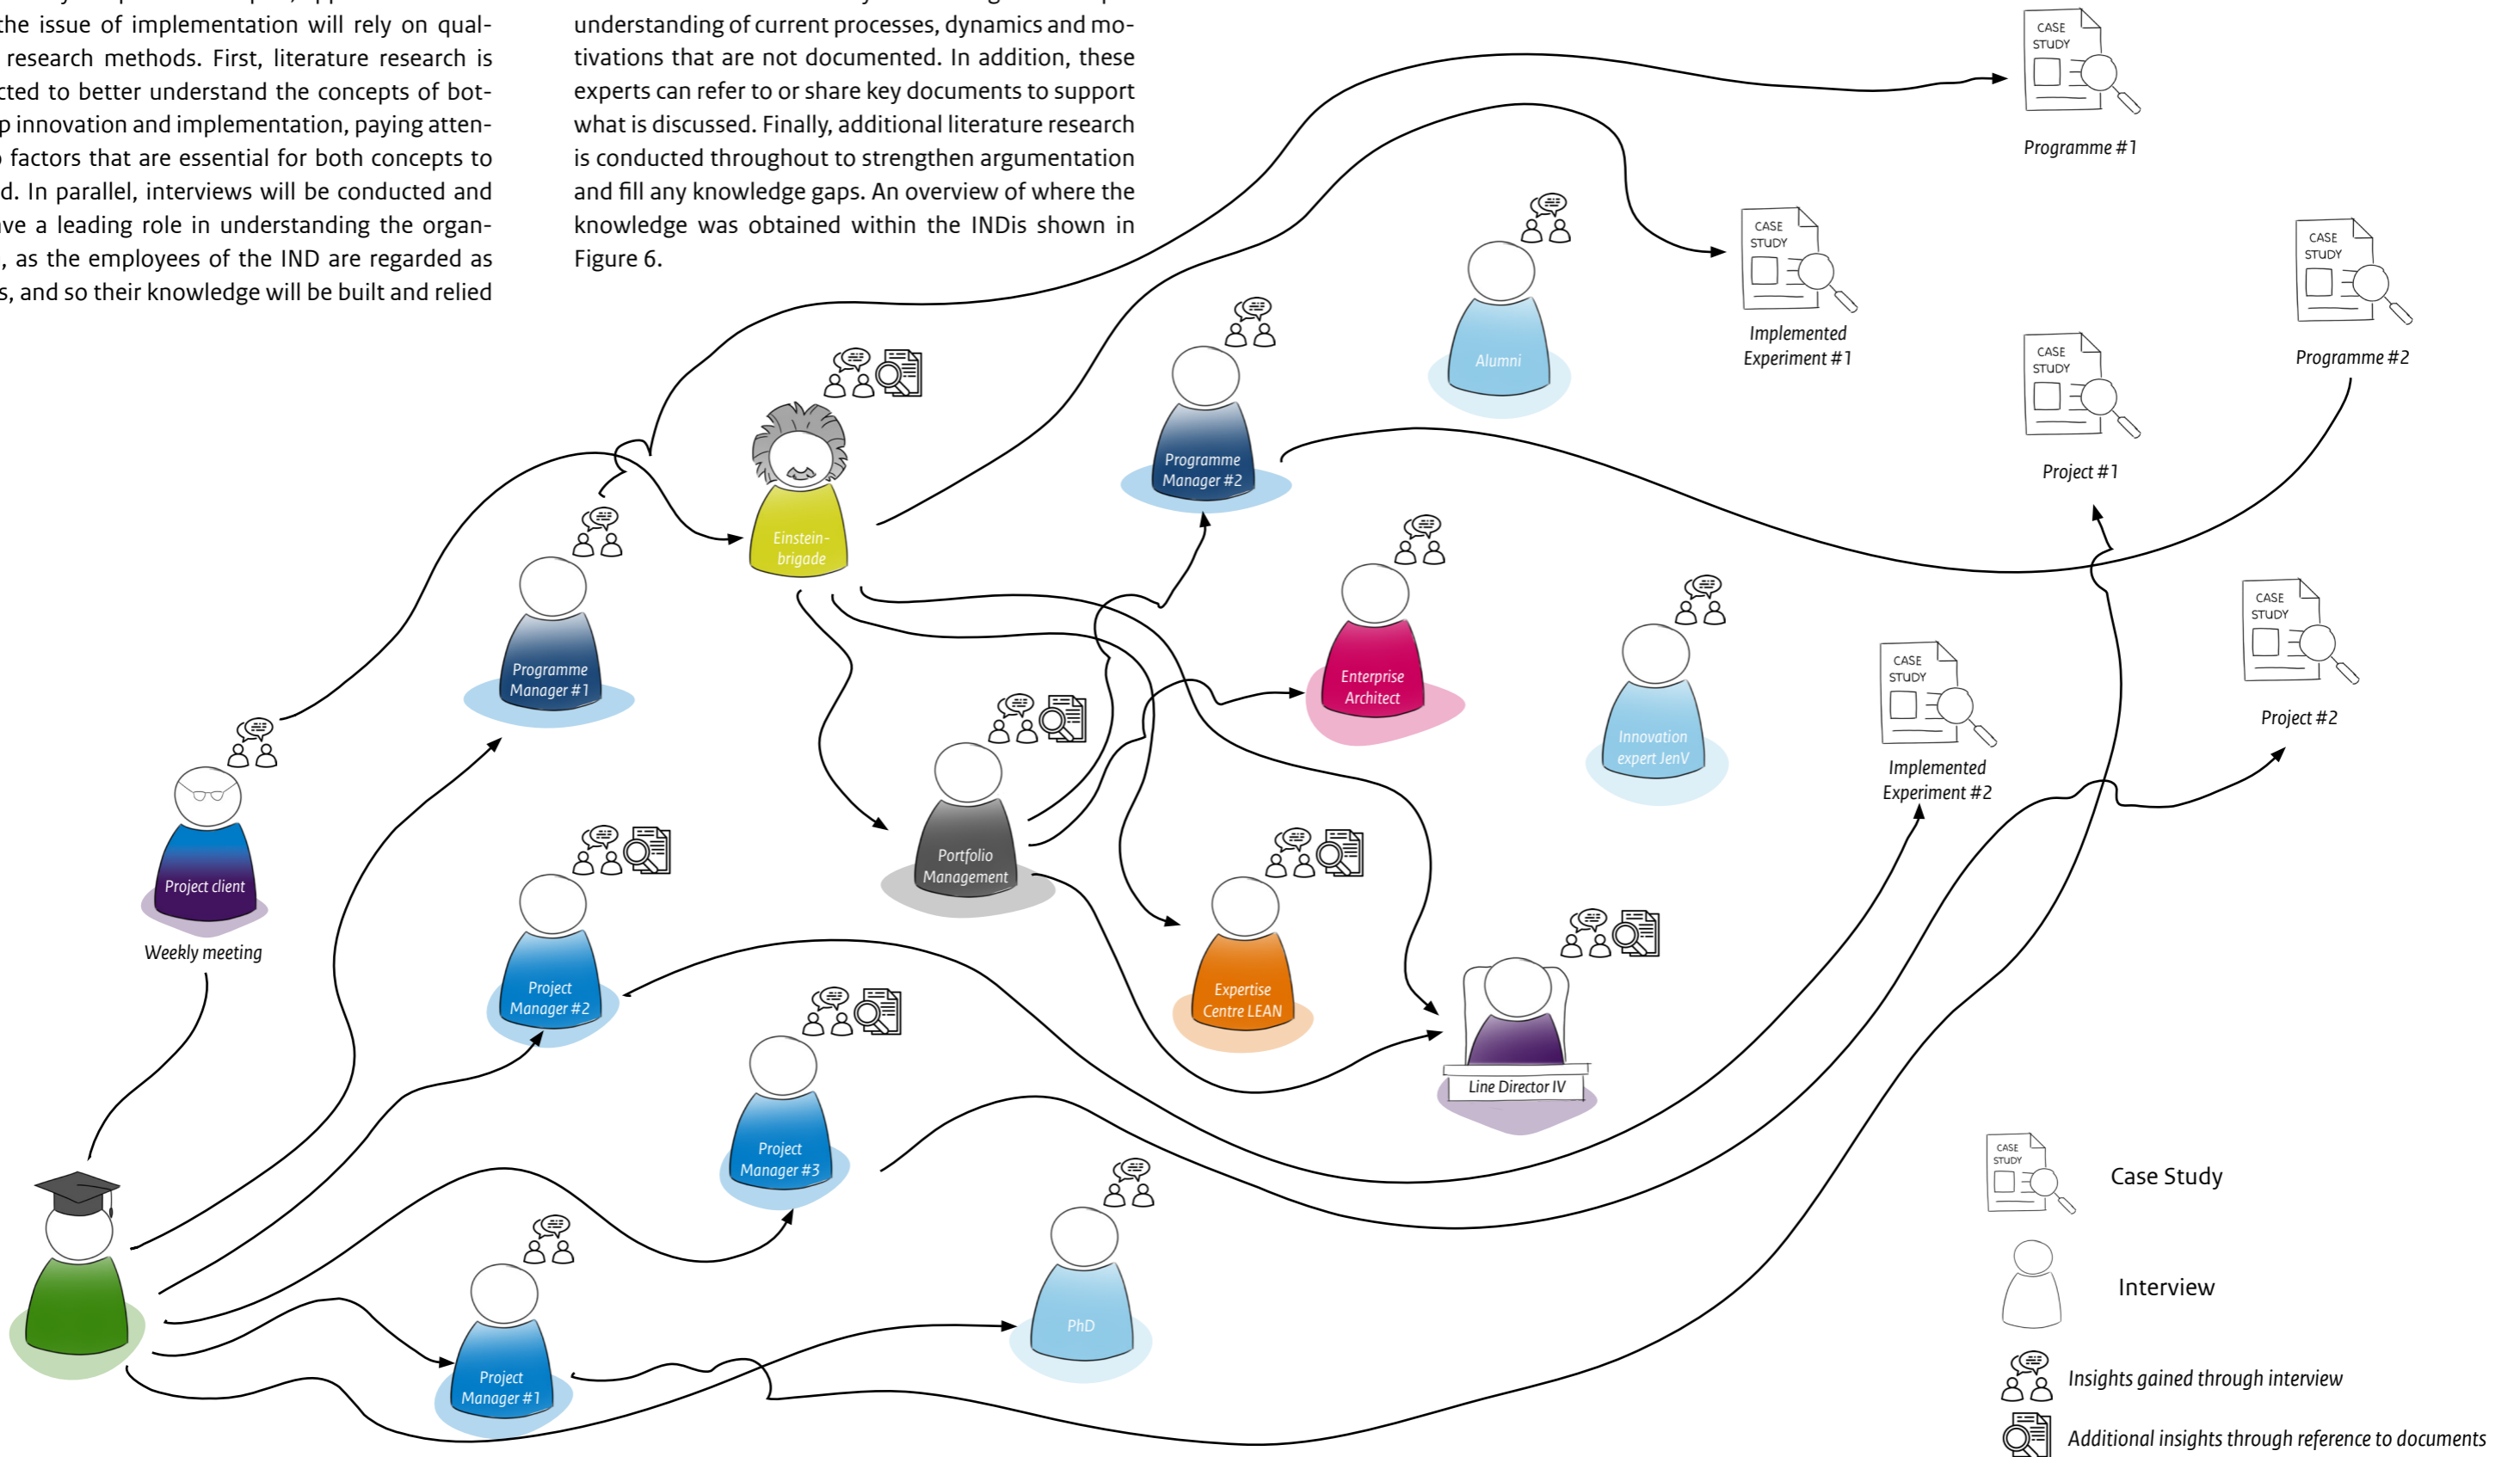 the issue of implementation will rely on qual-
research methods. First, literature research is
cted to better understand the concepts of bot-
p innovation and implementation, paying atten-
o factors that are essential for both concepts to
d. In parallel, interviews will be conducted and
ave a leading role in understanding the organ-
, as the employees of the IND are regarded as
s, and so their knowledge will be built and relied
understanding of current processes, dynamics and mo-
tivations that are not documented. In addition, these
experts can refer to or share key documents to support
what is discussed. Finally, additional literature research
is conducted throughout to strengthen argumentation
and fill any knowledge gaps. An overview of where the
knowledge was obtained within the INDis shown in
Figure 6.
CASE
STUDY
Programme #1
CASE
STUDY
Implemented
Experiment #1
CASE
STUDY
Programme #2
CASE
STUDY
Project #1
Alumni
Programme
Manager #2
Einstein-
brigade
Programme
Manager #1
Enterprise
Architect
Innovation
expert JenV
CASE
STUDY
Project #2
CASE
STUDY
Implemented
Experiment #2
Project client
Weekly meeting
Portfolio
Management
Project
Manager #2
Expertise
Centre LEAN
Line Director IV
Project
Manager #3
PhD
Project
Manager #1
CASE
STUDY
Case Study
Interview
Insights gained through interview
Additional insights through reference to documents